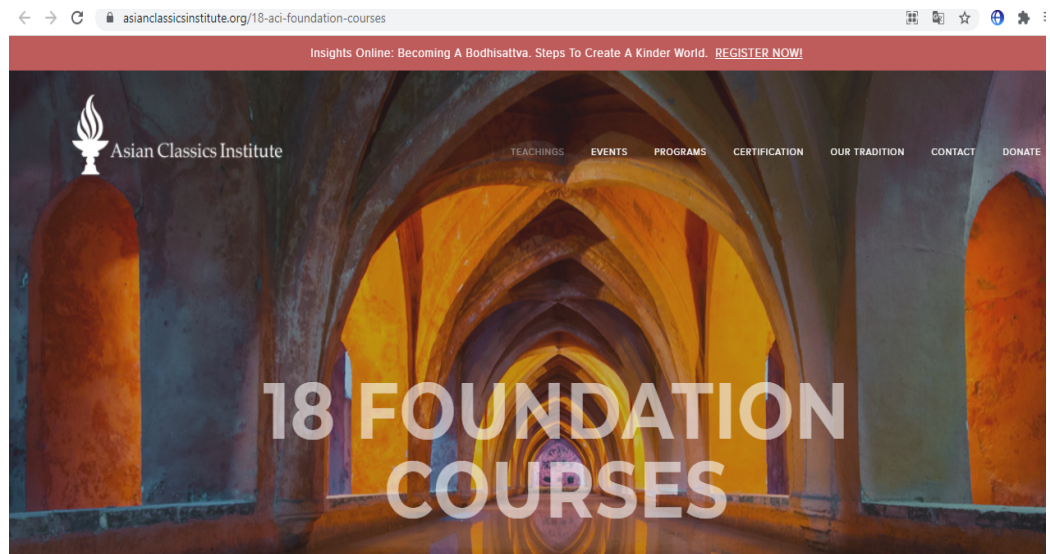 asianclassicsinstitute.org/18-aci-foundation-courses
Insights Online: Becoming A Bodhisattva. Steps To Create A Kinder World. REGISTER NOW!
Asian Classics Institute
TEACHINGS EVENTS PROGRAMS CERTIFICATION OUR TRADITION CONTACT DONATE
18 FOUNDATION
COURSES